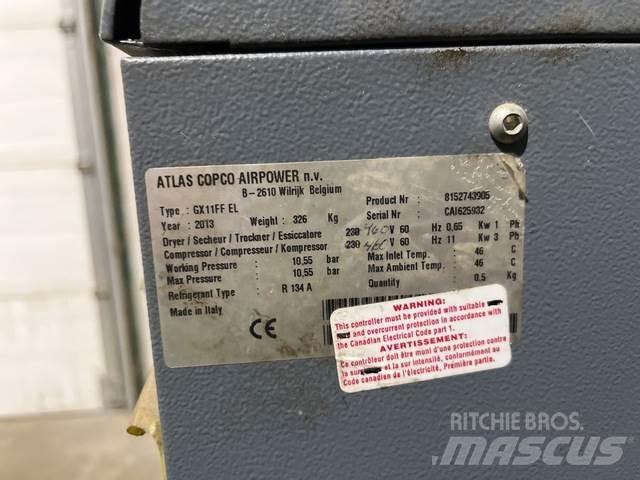 ATLAS COPCO AIRPOWER n.v.
B-2610 Wilrijk Belgium
Type : GX11FF EL Product Nr : 8152743905
Year : 2013 Weight : 326 Kg Serial Nr : CAI625932
Dryer / Secheur / Trockner / Essiccatore 230 460 V 60 Hz 0,65 Kw 1 Ph
Compressor / Compresseur / Kompressor 230 460 V 60 Hz 11 Kw 3 Ph
Working Pressure : 10,55 bar Max Inlet Temp. : 46 C
Max Pressure : 10,55 bar Max Ambient Temp. : 46 C
Refrigerant Type : R 134 A Quantity : 0.5 Kg
Made in Italy
CE
WARNING:
This controller must be provided with suitable
and overcurrent protection in accordance with
the Canadian Electrical Code part 1.
AVERTISSEMENT:
Ce contrôleur doit être muni d'une protection contre
la et la sur intensité, conformément au
Code canadien de l'électricité, Première partie.
RITCHIE BROS.
MASCUS